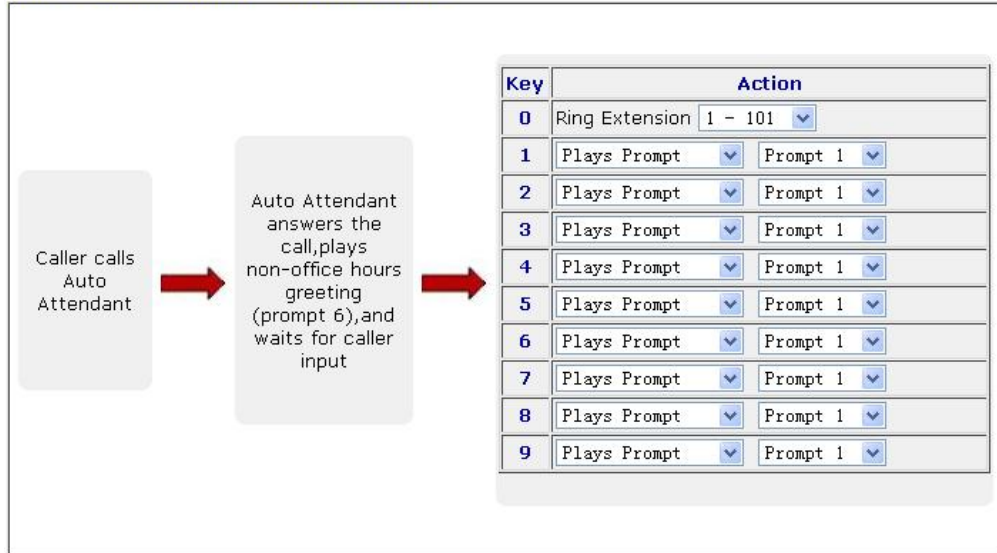 Caller calls
Auto
Attendant
Auto Attendant
answers the
call,plays
non-office hours
greeting
(prompt 6),and
waits for caller
input
Key Action
0 Ring Extension 1 - 101
1 Plays Prompt Prompt 1
2 Plays Prompt Prompt 1
3 Plays Prompt Prompt 1
4 Plays Prompt Prompt 1
5 Plays Prompt Prompt 1
6 Plays Prompt Prompt 1
7 Plays Prompt Prompt 1
8 Plays Prompt Prompt 1
9 Plays Prompt Prompt 1